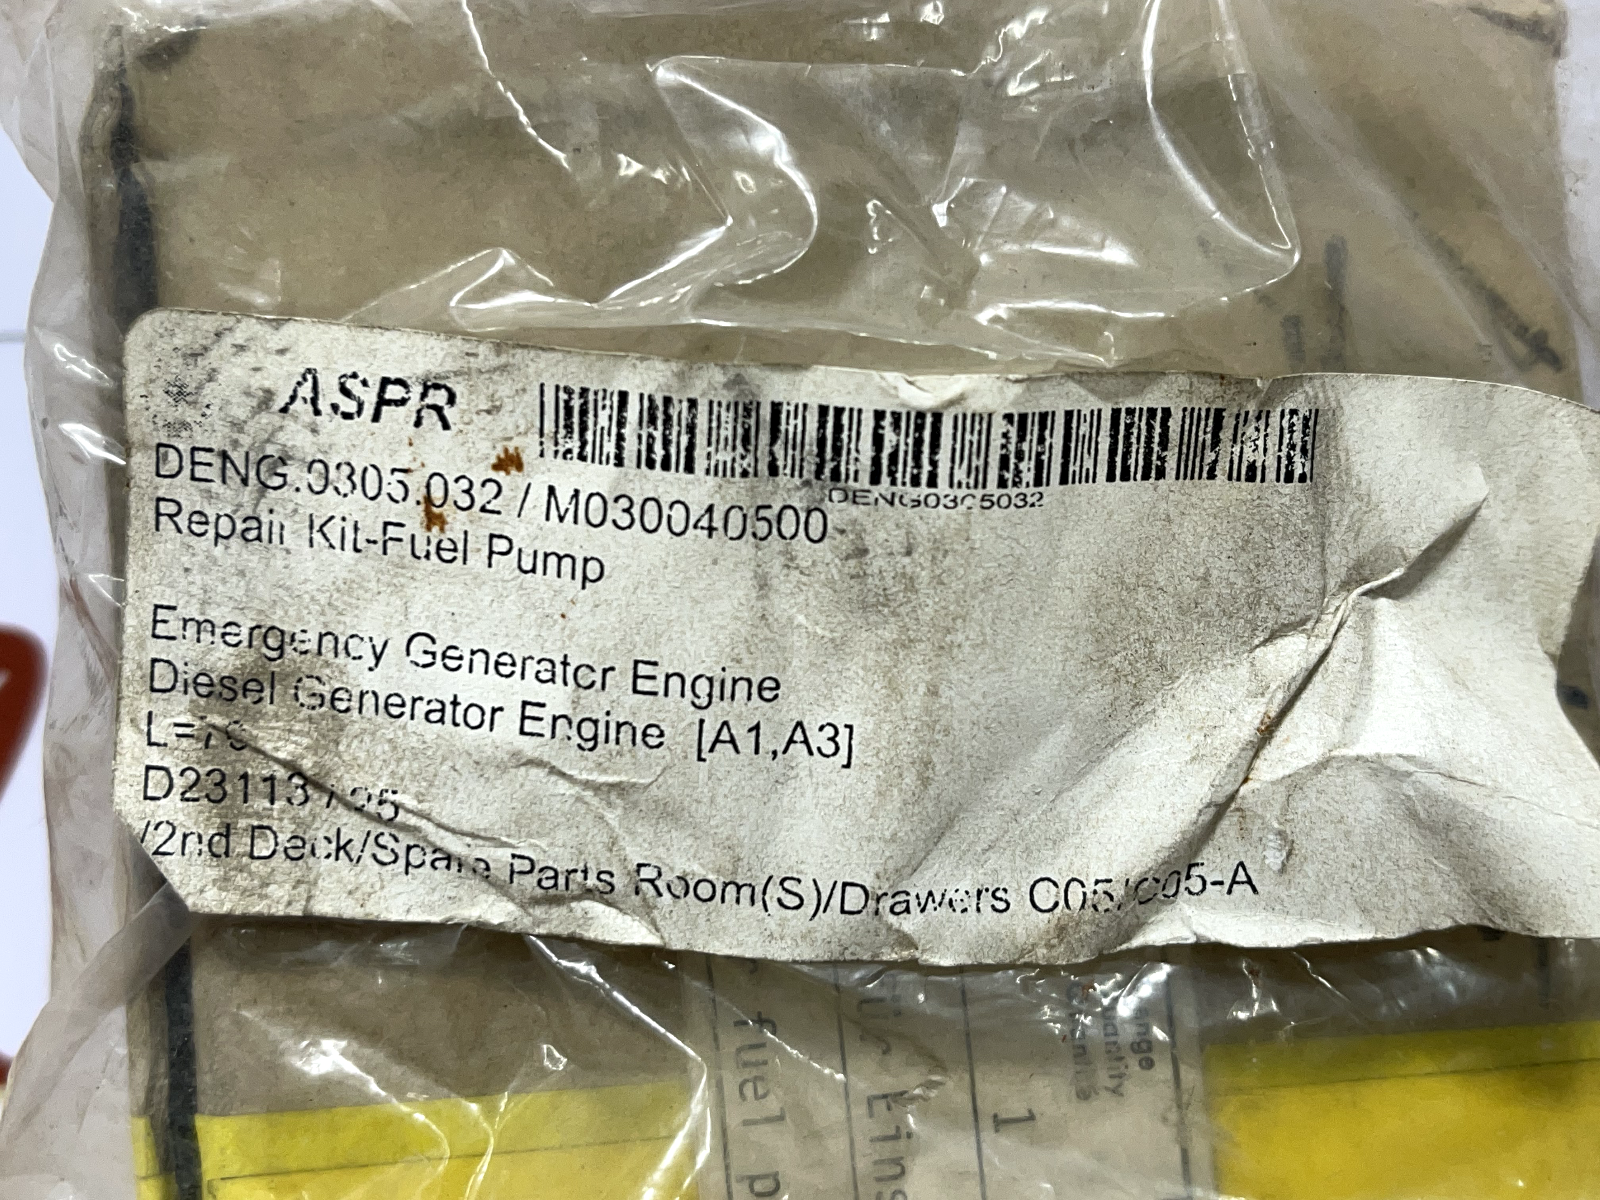 ASPR
DENG.0305.032 / M030040500
DENG0305032
Repair Kit-Fuel Pump
Emergency Generator Engine
Diesel Generator Engine [A1,A3]
/2nd Deck/Spare Parts Room(S)/Drawers C05/C05-A
fuel p
Eins
1